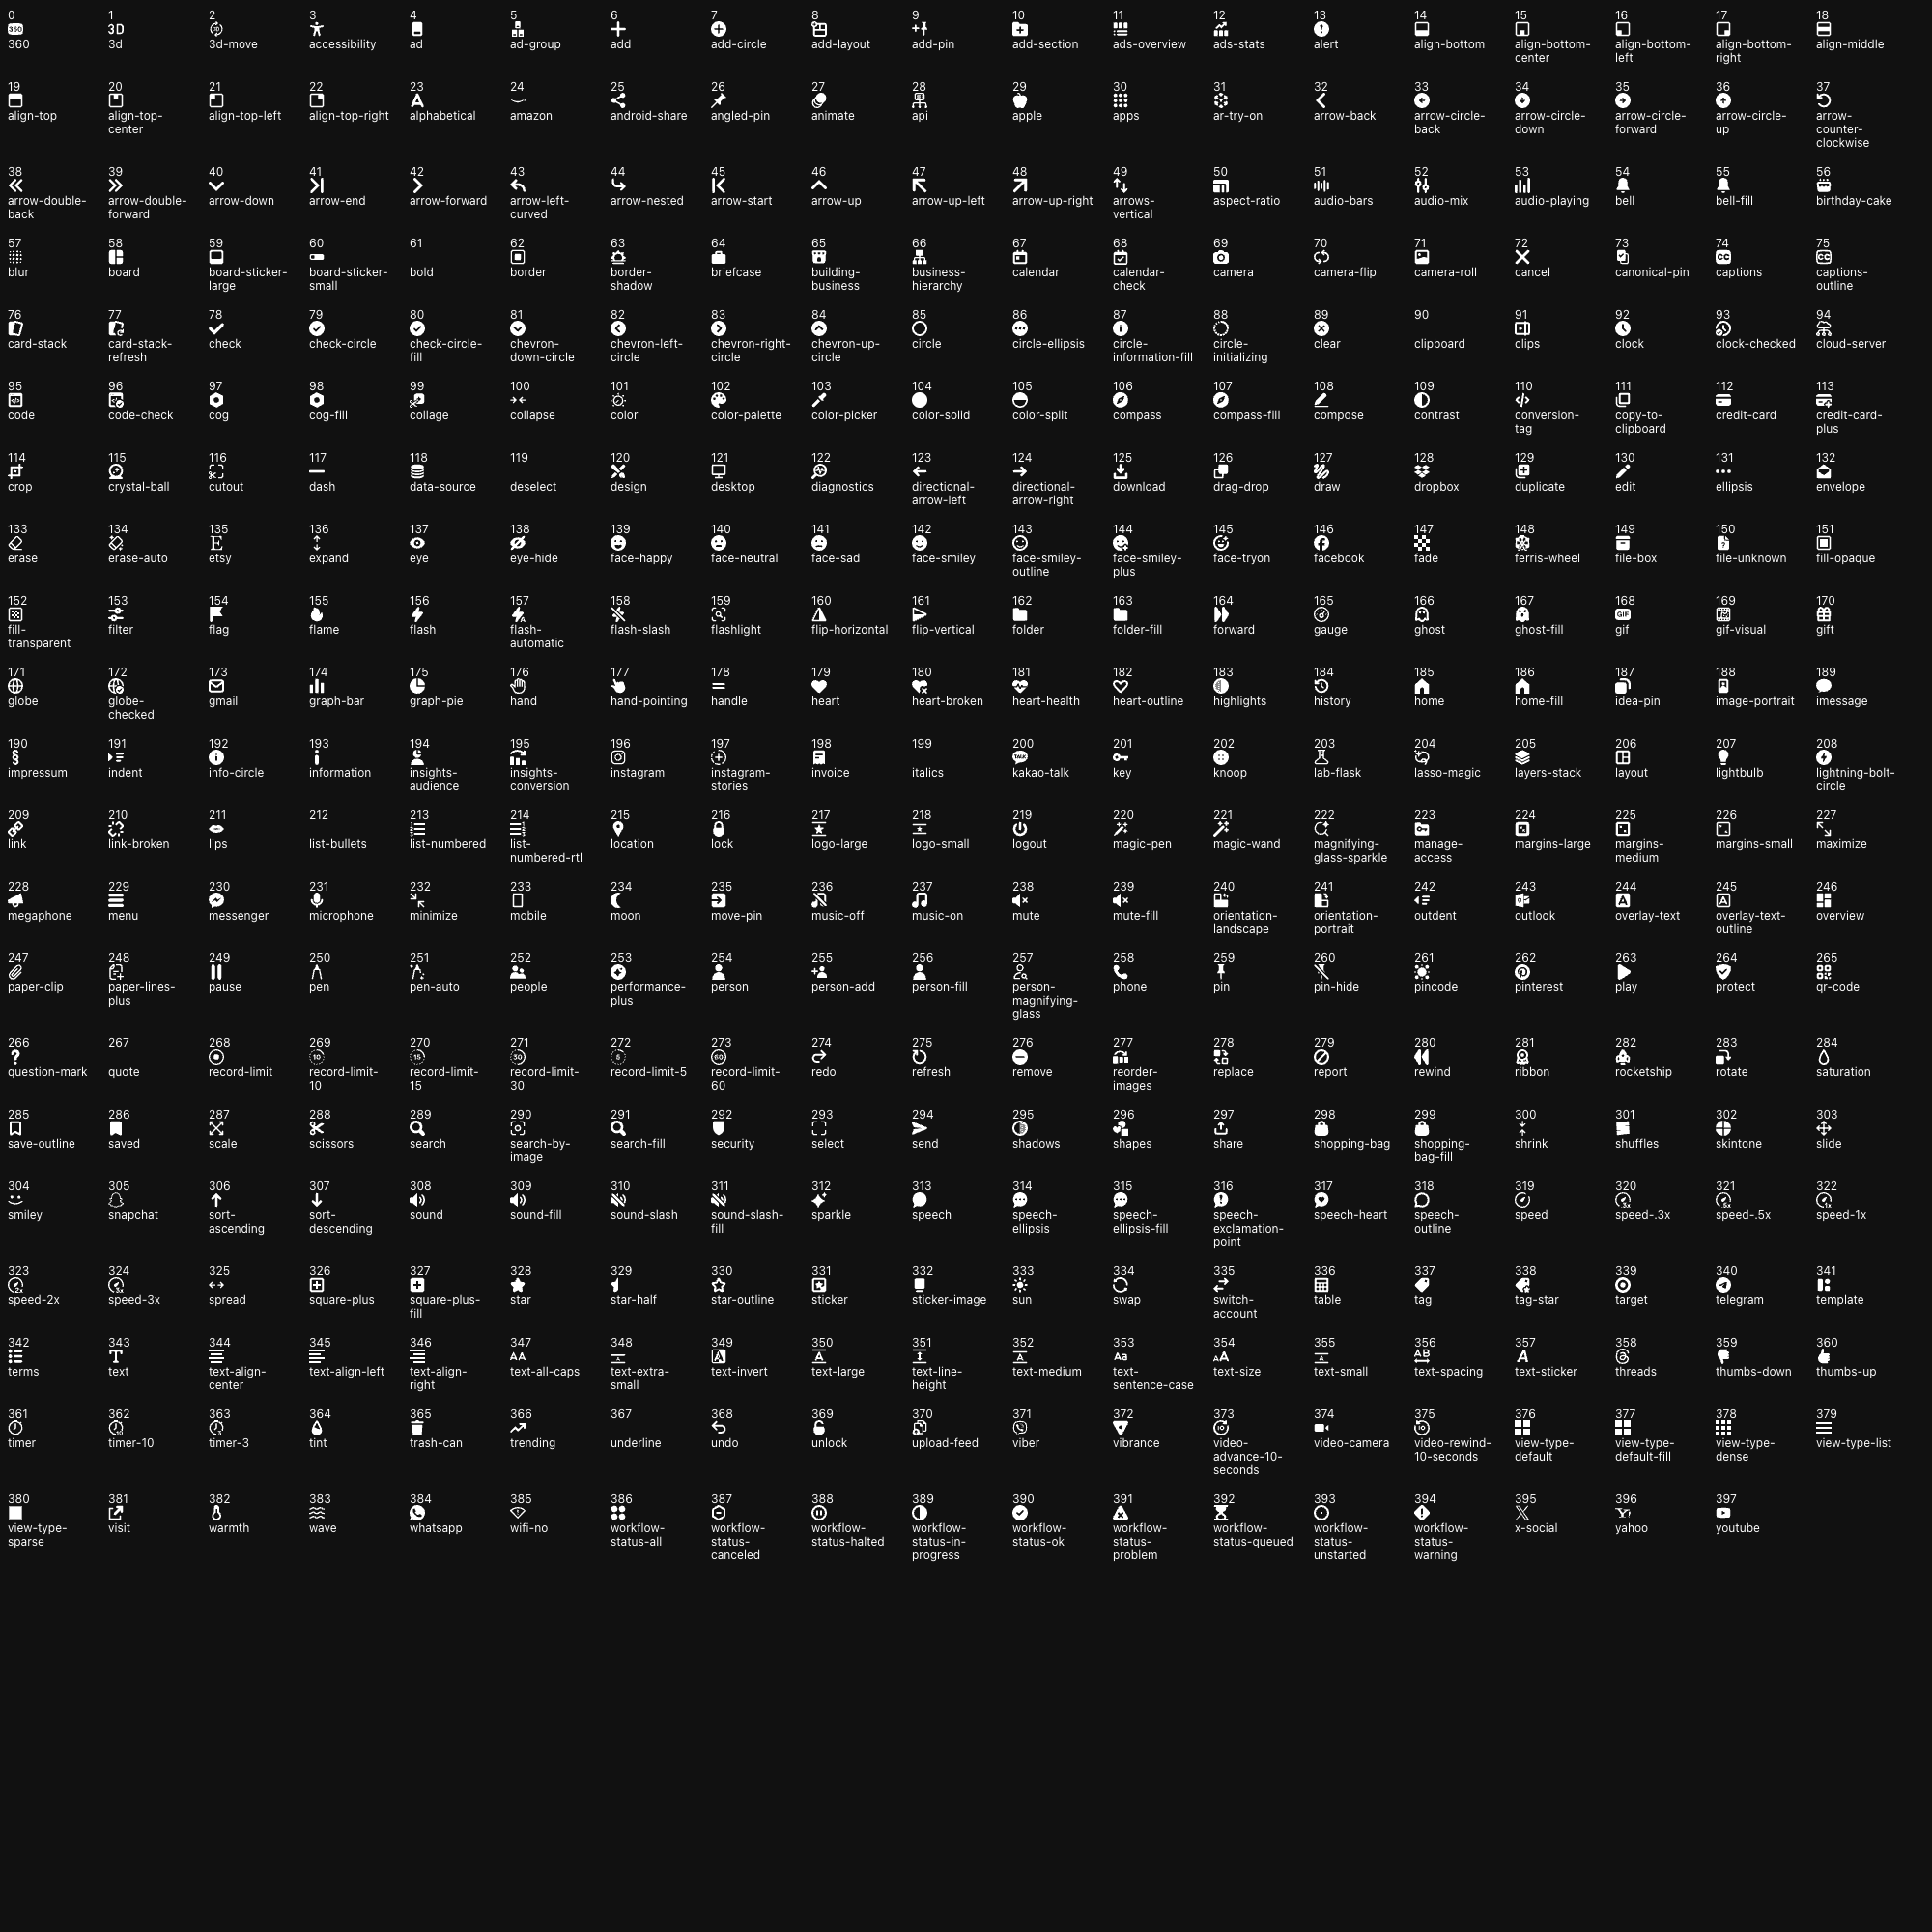 0 1 2 3 4 5 6 7 8 9 10 11 12 13 14 15 16 17 18
360 3d 3d-move accessibility ad ad-group add add-circle add-layout add-pin add-section ads-overview ads-stats alert align-bottom align-bottom- align-bottom- align-bottom- align-middle
center left right
19 20 21 22 23 24 25 26 27 28 29 30 31 32 33 34 35 36 37
align-top align-top- align-top-left align-top-right alphabetical amazon android-share angled-pin animate api apple apps ar-try-on arrow-back arrow-circle- arrow-circle- arrow-circle- arrow-circle- arrow-
center back down forward up counter-
clockwise
38 39 40 41 42 43 44 45 46 47 48 49 50 51 52 53 54 55 56
arrow-double- arrow-double- arrow-down arrow-end arrow-forward arrow-left- arrow-nested arrow-start arrow-up arrow-up-left arrow-up-right arrows- aspect-ratio audio-bars audio-mix audio-playing bell bell-fill birthday-cake
back forward curved vertical
57 58 59 60 61 62 63 64 65 66 67 68 69 70 71 72 73 74 75
blur board board-sticker- board-sticker- bold border border- briefcase building- business- calendar calendar- camera camera-flip camera-roll cancel canonical-pin captions captions-
large small shadow business hierarchy check outline
76 77 78 79 80 81 82 83 84 85 86 87 88 89 90 91 92 93 94
card-stack card-stack- check check-circle check-circle- chevron- chevron-left- chevron-right- chevron-up- circle circle-ellipsis circle- circle- clear clipboard clips clock clock-checked cloud-server
refresh fill down-circle circle circle circle information-fill initializing
95 96 97 98 99 100 101 102 103 104 105 106 107 108 109 110 111 112 113
code code-check cog cog-fill collage collapse color color-palette color-picker color-solid color-split compass compass-fill compose contrast conversion- copy-to- credit-card credit-card-
tag clipboard plus
114 115 116 117 118 119 120 121 122 123 124 125 126 127 128 129 130 131 132
crop crystal-ball cutout dash data-source deselect design desktop diagnostics directional- directional- download drag-drop draw dropbox duplicate edit ellipsis envelope
arrow-left arrow-right
133 134 135 136 137 138 139 140 141 142 143 144 145 146 147 148 149 150 151
erase erase-auto etsy expand eye eye-hide face-happy face-neutral face-sad face-smiley face-smiley- face-smiley- face-tryon facebook fade ferris-wheel file-box file-unknown fill-opaque
outline plus
152 153 154 155 156 157 158 159 160 161 162 163 164 165 166 167 168 169 170
fill- filter flag flame flash flash- flash-slash flashlight flip-horizontal flip-vertical folder folder-fill forward gauge ghost ghost-fill gif gif-visual gift
transparent automatic
171 172 173 174 175 176 177 178 179 180 181 182 183 184 185 186 187 188 189
globe globe- gmail graph-bar graph-pie hand hand-pointing handle heart heart-broken heart-health heart-outline highlights history home home-fill idea-pin image-portrait imessage
checked
190 191 192 193 194 195 196 197 198 199 200 201 202 203 204 205 206 207 208
impressum indent info-circle information insights- insights- instagram instagram- invoice italics kakao-talk key knoop lab-flask lasso-magic layers-stack layout lightbulb lightning-bolt-
audience conversion stories circle
209 210 211 212 213 214 215 216 217 218 219 220 221 222 223 224 225 226 227
link link-broken lips list-bullets list-numbered list- location lock logo-large logo-small logout magic-pen magic-wand magnifying- manage- margins-large margins- margins-small maximize
numbered-rtl glass-sparkle access medium
228 229 230 231 232 233 234 235 236 237 238 239 240 241 242 243 244 245 246
megaphone menu messenger microphone minimize mobile moon move-pin music-off music-on mute mute-fill orientation- orientation- outdent outlook overlay-text overlay-text- overview
landscape portrait outline
247 248 249 250 251 252 253 254 255 256 257 258 259 260 261 262 263 264 265
paper-clip paper-lines- pause pen pen-auto people performance- person person-add person-fill person- phone pin pin-hide pincode pinterest play protect qr-code
plus plus magnifying-
glass
266 267 268 269 270 271 272 273 274 275 276 277 278 279 280 281 282 283 284
question-mark quote record-limit record-limit- record-limit- record-limit- record-limit-5 record-limit- redo refresh remove reorder- replace report rewind ribbon rocketship rotate saturation
10 15 30 60 images
285 286 287 288 289 290 291 292 293 294 295 296 297 298 299 300 301 302 303
save-outline saved scale scissors search search-by- search-fill security select send shadows shapes share shopping-bag shopping- shrink shuffles skintone slide
image bag-fill
304 305 306 307 308 309 310 311 312 313 314 315 316 317 318 319 320 321 322
smiley snapchat sort- sort- sound sound-fill sound-slash sound-slash- sparkle speech speech- speech- speech- speech-heart speech- speed speed-.3x speed-.5x speed-1x
ascending descending fill ellipsis ellipsis-fill exclamation- outline
point
323 324 325 326 327 328 329 330 331 332 333 334 335 336 337 338 339 340 341
speed-2x speed-3x spread square-plus square-plus- star star-half star-outline sticker sticker-image sun swap switch- table tag tag-star target telegram template
fill account
342 343 344 345 346 347 348 349 350 351 352 353 354 355 356 357 358 359 360
terms text text-align- text-align-left text-align- text-all-caps text-extra- text-invert text-large text-line- text-medium text- text-size text-small text-spacing text-sticker threads thumbs-down thumbs-up
center right small height sentence-case
361 362 363 364 365 366 367 368 369 370 371 372 373 374 375 376 377 378 379
timer timer-10 timer-3 tint trash-can trending underline undo unlock upload-feed viber vibrance video- video-camera video-rewind- view-type- view-type- view-type- view-type-list
advance-10- 10-seconds default default-fill dense
seconds
380 381 382 383 384 385 386 387 388 389 390 391 392 393 394 395 396 397
view-type- visit warmth wave whatsapp wifi-no workflow- workflow- workflow- workflow- workflow- workflow- workflow- workflow- workflow- x-social yahoo youtube
sparse status-all status- status-halted status-in- status-ok status- status-queued status- status-
canceled progress problem unstarted warning